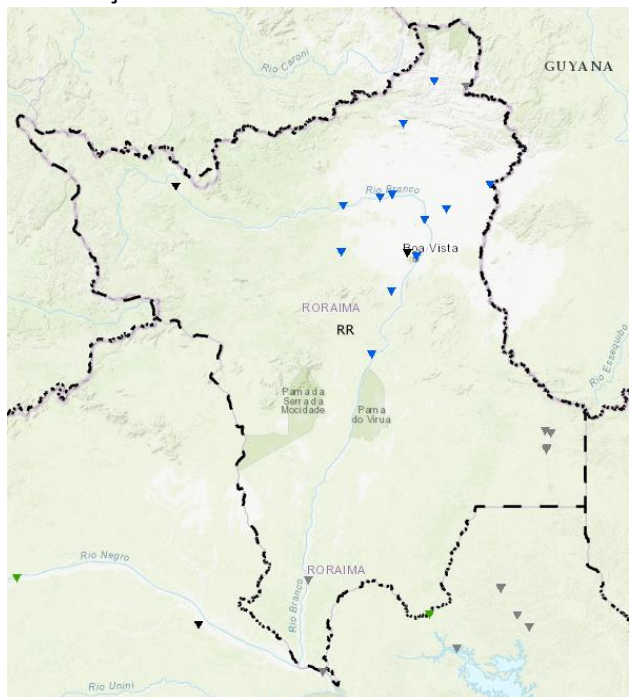 Rio Caroni
GUYANA
Rio Branco
Boa Vista
RORAIMA
RR
Rio Essequibo
Parna da
Serra da
Mocidade
Parna
do Virua
Rio Negro
RORAIMA
Rio Branco
Rio Unini